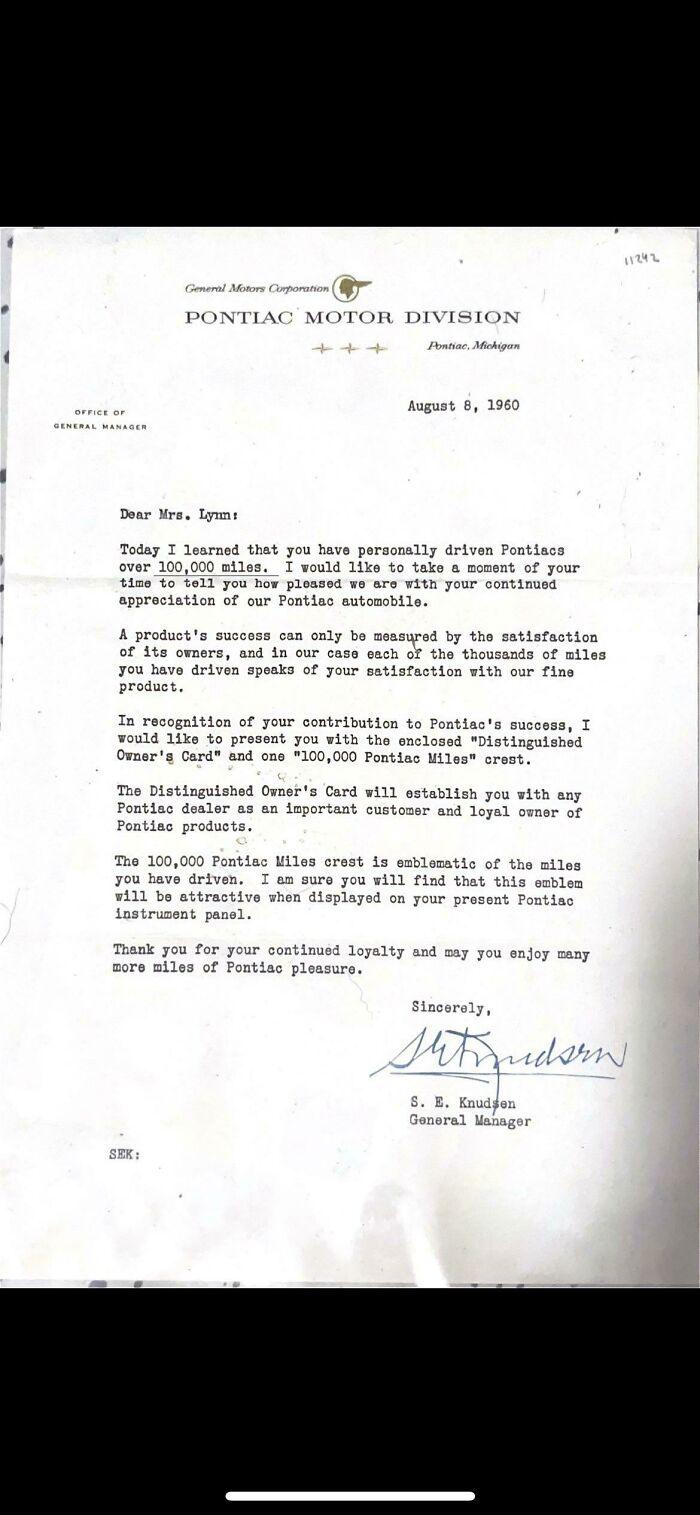 11242
General Motors Corporation
PONTIAC MOTOR DIVISION
Pontiac, Michigan
August 8, 1960
OFFICE OF
GENERAL MANAGER
Dear Mrs. Lynn:
Today I learned that you have personally driven Pontiacs
over 100,000 miles. I would like to take a moment of your
time to tell you how pleased we are with your continued
appreciation of our Pontiac automobile.
A product's success can only be measured by the satisfaction
of its owners, and in our case each of the thousands of miles
you have driven speaks of your satisfaction with our fine
product.
In recognition of your contribution to Pontiac's success, I
would like to present you with the enclosed "Distinguished
Owner's Card" and one "100,000 Pontiac Miles" crest.
The Distinguished Owner's Card will establish you with any
Pontiac dealer as an important customer and loyal owner of
Pontiac products.
The 100,000 Pontiac Miles crest is emblematic of the miles
you have driven. I am sure you will find that this emblem
will be attractive when displayed on your present Pontiac
instrument panel.
Thank you for your continued loyalty and may you enjoy many
more miles of Pontiac pleasure.
Sincerely,
S E Knudsen
S. E. Knudsen
General Manager
SEK: